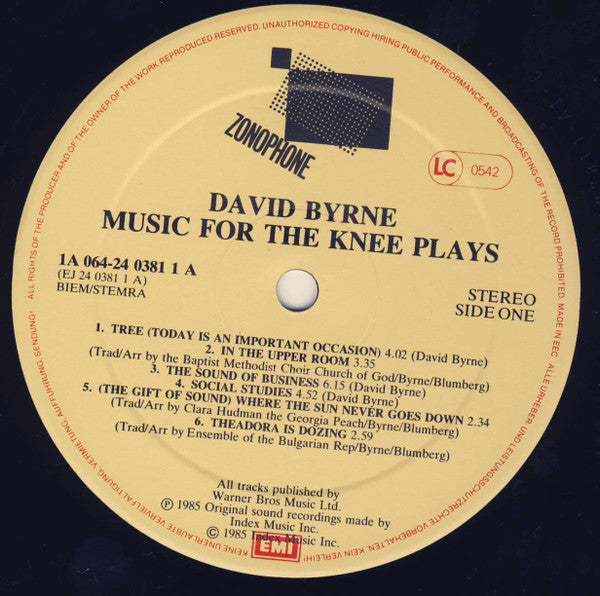 ALL RIGHTS OF THE PRODUCER AND OF THE OWNER OF THE WORK REPRODUCED RESERVED. UNAUTHORIZED COPYING HIRING PUBLIC PERFORMANCE AND BROADCASTING OF THE RECORD PROHIBITED. MADE IN EEC
ZONOPHONE
LC 0542
DAVID BYRNE
MUSIC FOR THE KNEE PLAYS
1A 064-24 0381 1 A
(EJ 24 0381 1 A)
BIEM/STEMRA
STEREO
SIDE ONE
1. TREE (TODAY IS AN IMPORTANT OCCASION) 4.02 (David Byrne)
2. IN THE UPPER ROOM 3.35
(Trad/Arr by the Baptist Methodist Choir Church of God/Byrne/Blumberg)
3. THE SOUND OF BUSINESS 6.15 (David Byrne)
4. SOCIAL STUDIES 4.52 (David Byrne)
5. (THE GIFT OF SOUND) WHERE THE SUN NEVER GOES DOWN 2.34
(Trad/Arr by Clara Hudman the Georgia Peach/Byrne/Blumberg)
6. THEADORA IS DOZING 2.59
(Trad/Arr by Ensemble of the Bulgarian Rep/Byrne/Blumberg)
All tracks published by
Warner Bros Music Ltd.
℗ 1985 Original sound recordings made by
Index Music Inc.
© 1985 Index Music Inc.
EMI
ALLE URHEBER- UND LEISTUNGSSCHUTZRECHTE VORBEHALTEN. KEIN VERLEIH! KEINE UNERLAUBTE VERVIELFÄLTIGUNG, VERMIETUNG, AUFFÜHRUNG, SENDUNG!